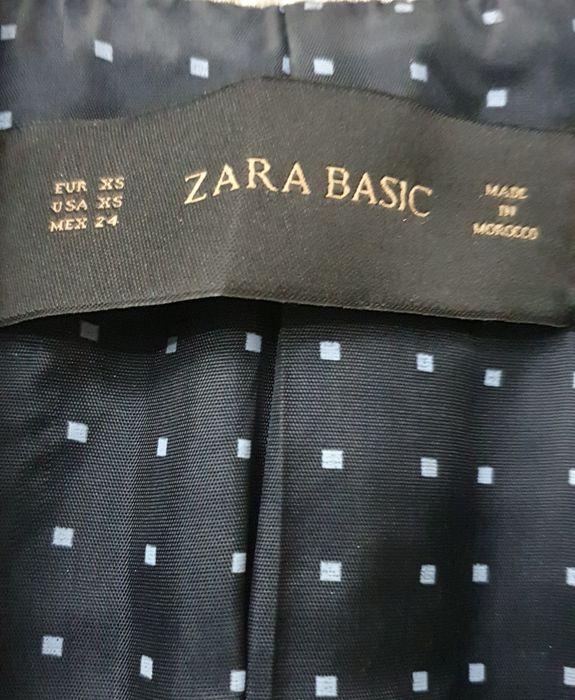 EUR XS
USA XS
MEX 24
ZARA BASIC
MADE
IN
MOROCCO